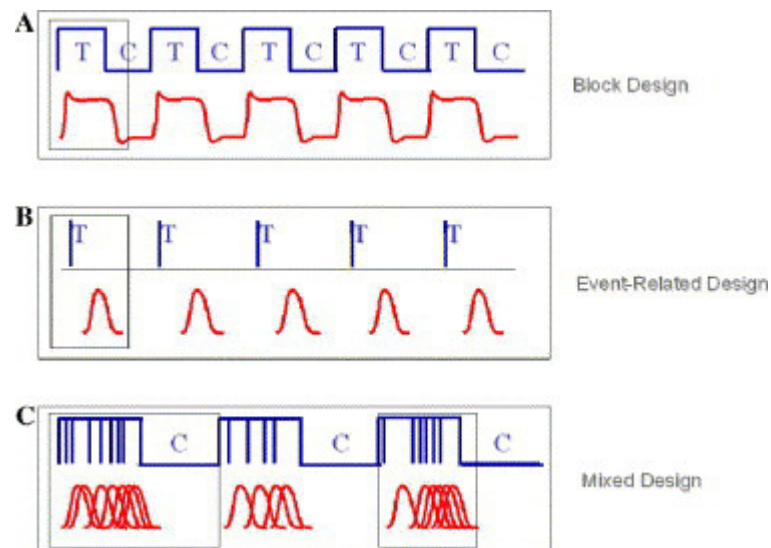 A
T C T C T C T C T C
Block Design
B
T T T T T
Event-Related Design
C
C C C
Mixed Design